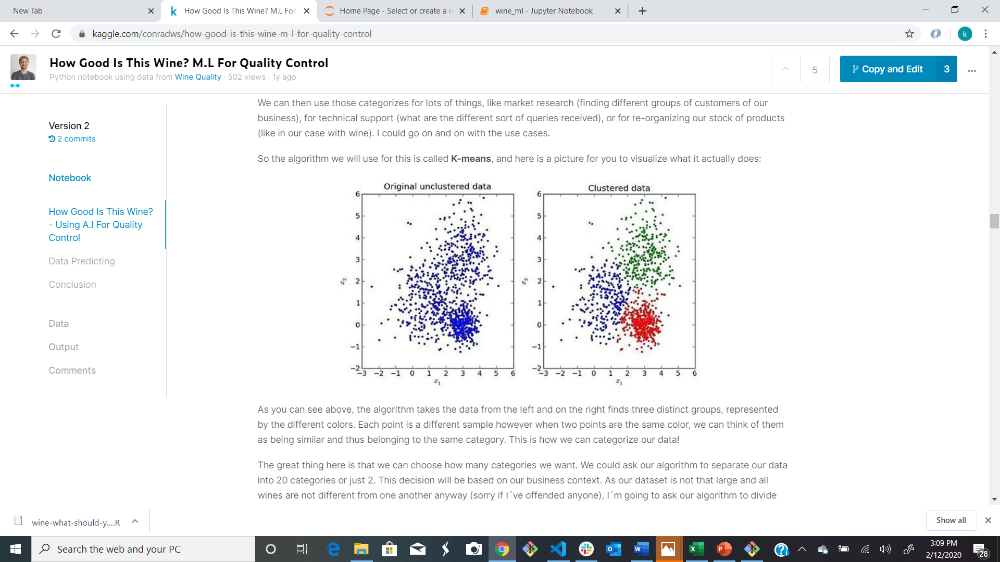 New Tab
How Good Is This Wine? M.L For
Home Page - Select or create a n
wine_ml - Jupyter Notebook
kaggle.com/conradws/how-good-is-this-wine-m-l-for-quality-control
k
How Good Is This Wine? M.L For Quality Control
Python notebook using data from Wine Quality · 502 views · 1y ago
5
Copy and Edit 3
Version 2
2 commits
Notebook
How Good Is This Wine?
- Using A.I For Quality
Control
Data Predicting
Conclusion
Data
Output
Comments
We can then use those categorizes for lots of things, like market research (finding different groups of customers of our
business), for technical support (what are the different sort of queries received), or for re-organizing our stock of products
(like in our case with wine). I could go on and on with the use cases.
So the algorithm we will use for this is called K-means, and here is a picture for you to visualize what it actually does:
Original unclustered data
6
5
4
3
2
1
0
−1
−2
−3 −2 −1 0 1 2 3 4 5 6
x2
x1
Clustered data
6
5
4
3
2
1
0
−1
−2
−3 −2 −1 0 1 2 3 4 5 6
x2
x1
As you can see above, the algorithm takes the data from the left and on the right finds three distinct groups, represented
by the different colors. Each point is a different sample however when two points are the same color, we can think of them
as being similar and thus belonging to the same category. This is how we can categorize our data!
The great thing here is that we can choose how many categories we want. We could ask our algorithm to separate our data
into 20 categories or just 2. This decision will be based on our business context. As our dataset is not that large and all
wines are not different from one another anyway (sorry if I´ve offended anyone), I´m going to ask our algorithm to divide
wine-what-should-y....R
Show all
Search the web and your PC
3:09 PM
2/12/2020
28